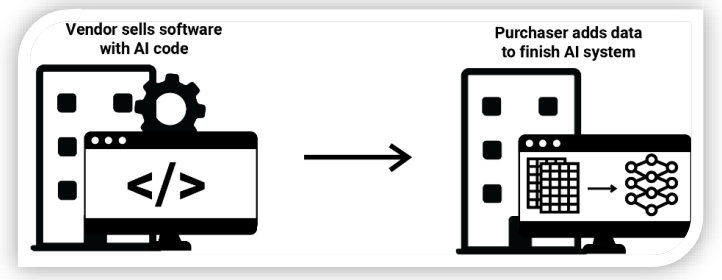 Vendor sells software
with AI code
Purchaser adds data
to finish AI system
</>